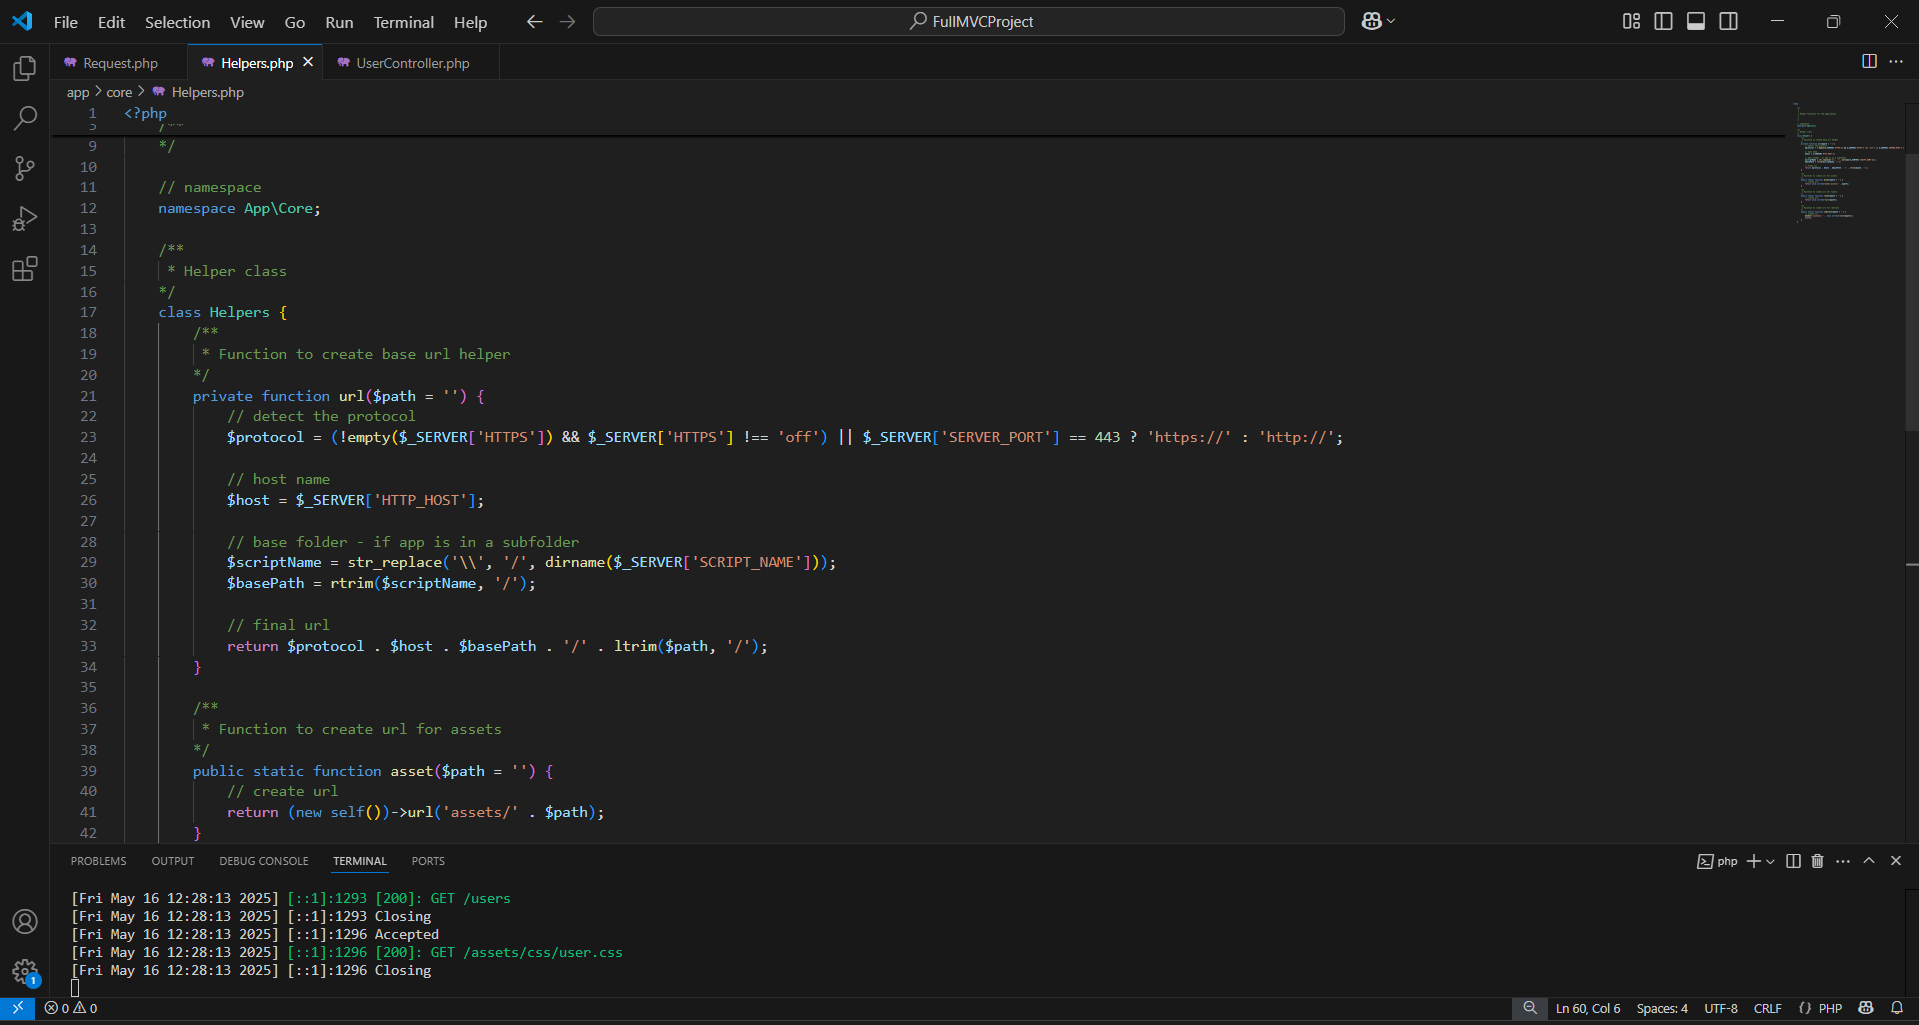 File Edit Selection View Go Run Terminal Help
FullMVCProject
Request.php
Helpers.php
UserController.php
app > core > Helpers.php
1 <?php
5 /**
9 */
10
11 // namespace
12 namespace App\Core;
13
14 /**
15 * Helper class
16 */
17 class Helpers {
18 /**
19 * Function to create base url helper
20 */
21 private function url($path = '') {
22 // detect the protocol
23 $protocol = (!empty($_SERVER['HTTPS']) && $_SERVER['HTTPS'] !== 'off') || $_SERVER['SERVER_PORT'] == 443 ? 'https://' : 'http://';
24
25 // host name
26 $host = $_SERVER['HTTP_HOST'];
27
28 // base folder - if app is in a subfolder
29 $scriptName = str_replace('\\', '/', dirname($_SERVER['SCRIPT_NAME']));
30 $basePath = rtrim($scriptName, '/');
31
32 // final url
33 return $protocol . $host . $basePath . '/' . ltrim($path, '/');
34 }
35
36 /**
37 * Function to create url for assets
38 */
39 public static function asset($path = '') {
40 // create url
41 return (new self())->url('assets/' . $path);
42 }
PROBLEMS OUTPUT DEBUG CONSOLE TERMINAL PORTS
php
[Fri May 16 12:28:13 2025] [::1]:1293 [200]: GET /users
[Fri May 16 12:28:13 2025] [::1]:1293 Closing
[Fri May 16 12:28:13 2025] [::1]:1296 Accepted
[Fri May 16 12:28:13 2025] [::1]:1296 [200]: GET /assets/css/user.css
[Fri May 16 12:28:13 2025] [::1]:1296 Closing
1
0 0
Ln 60, Col 6 Spaces: 4 UTF-8 CRLF {} PHP